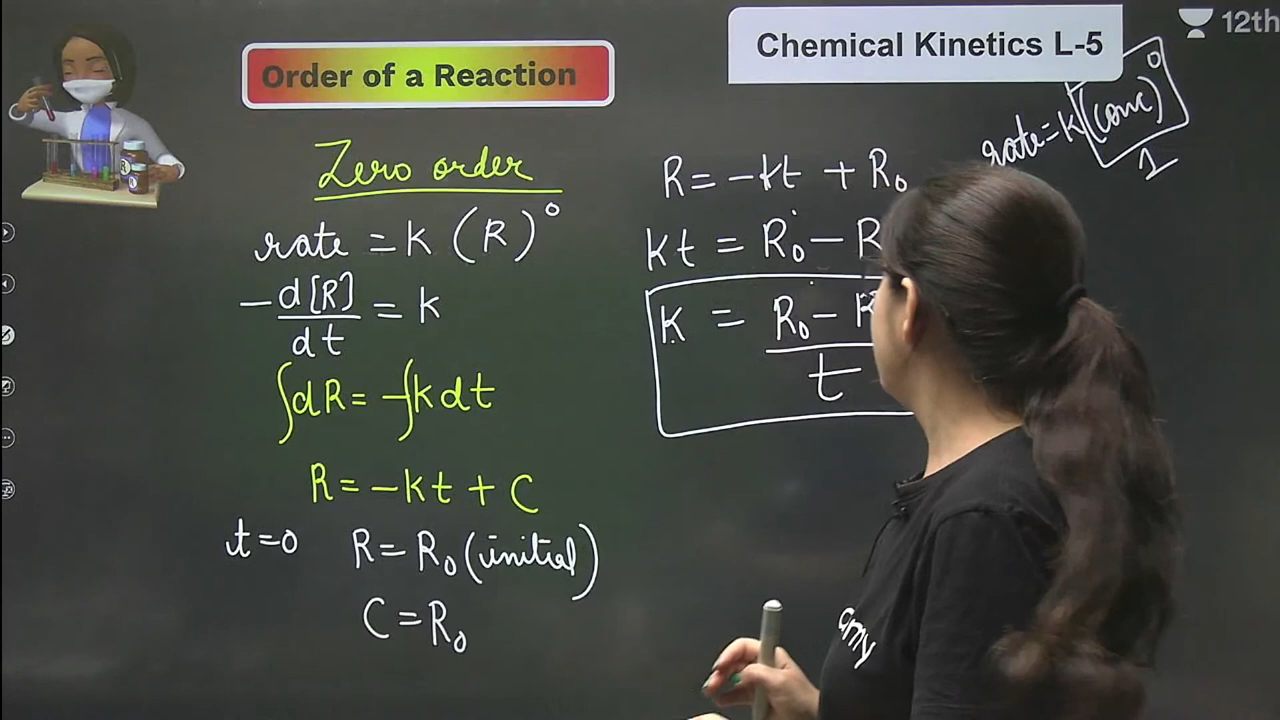 Order of a Reaction
Chemical Kinetics L-5
12th
Zero order
rate = k (R)⁰
-d[R]/dt = k
∫dR = -∫k dt
R = -kt + C
t=0 R = R₀ (initial)
C = R₀
R = -kt + R₀
kt = R₀ - R
k = R₀ - R/t
rate = k (conc)⁰
1